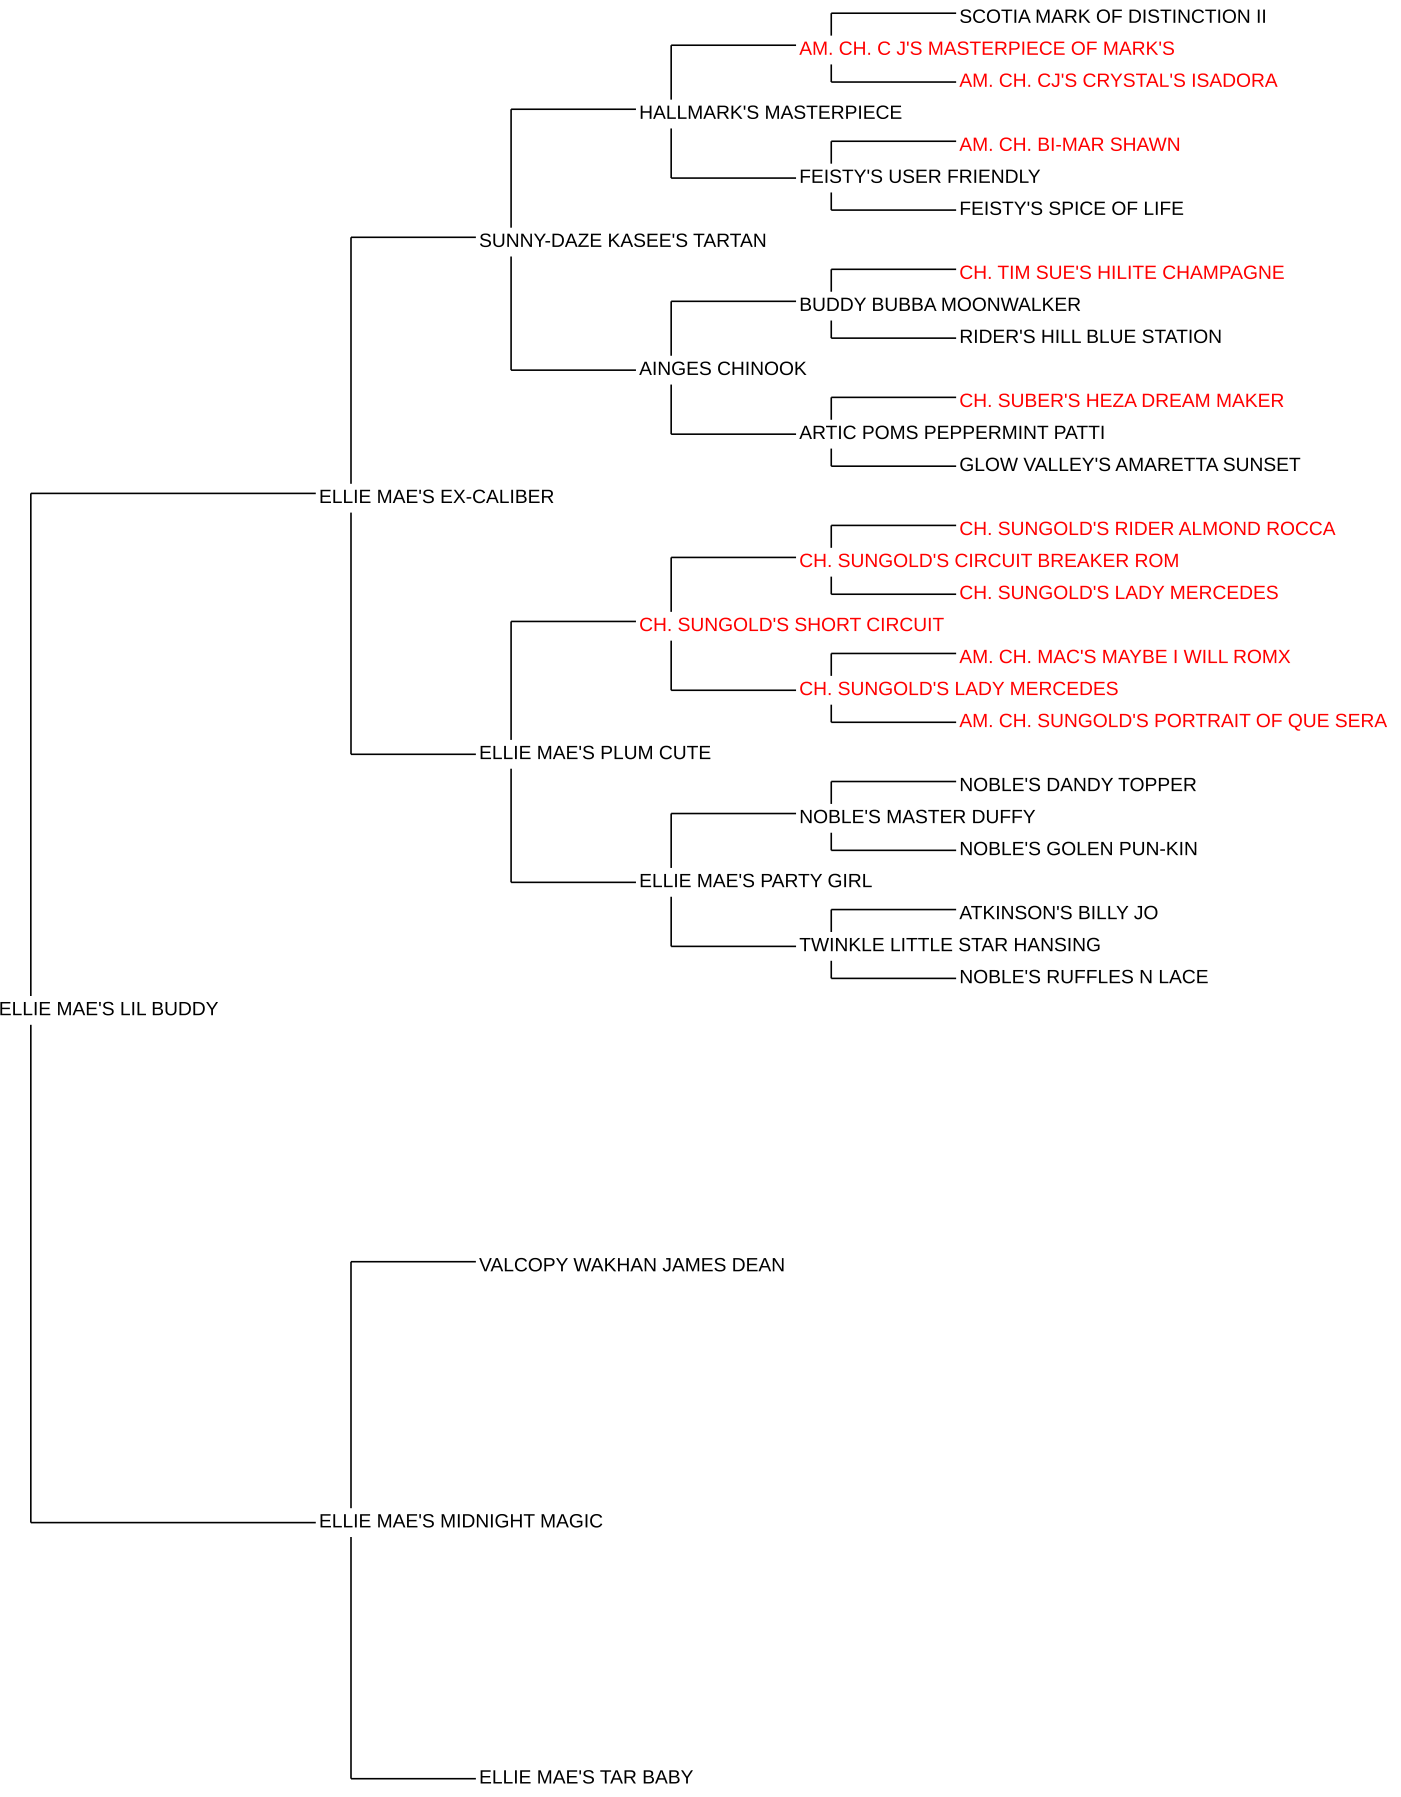 SCOTIA MARK OF DISTINCTION II
AM. CH. C J'S MASTERPIECE OF MARK'S
AM. CH. CJ'S CRYSTAL'S ISADORA
HALLMARK'S MASTERPIECE
AM. CH. BI-MAR SHAWN
FEISTY'S USER FRIENDLY
FEISTY'S SPICE OF LIFE
SUNNY-DAZE KASEE'S TARTAN
CH. TIM SUE'S HILITE CHAMPAGNE
BUDDY BUBBA MOONWALKER
RIDER'S HILL BLUE STATION
AINGES CHINOOK
CH. SUBER'S HEZA DREAM MAKER
ARTIC POMS PEPPERMINT PATTI
GLOW VALLEY'S AMARETTA SUNSET
ELLIE MAE'S EX-CALIBER
CH. SUNGOLD'S RIDER ALMOND ROCCA
CH. SUNGOLD'S CIRCUIT BREAKER ROM
CH. SUNGOLD'S LADY MERCEDES
CH. SUNGOLD'S SHORT CIRCUIT
AM. CH. MAC'S MAYBE I WILL ROMX
CH. SUNGOLD'S LADY MERCEDES
AM. CH. SUNGOLD'S PORTRAIT OF QUE SERA
ELLIE MAE'S PLUM CUTE
NOBLE'S DANDY TOPPER
NOBLE'S MASTER DUFFY
NOBLE'S GOLEN PUN-KIN
ELLIE MAE'S PARTY GIRL
ATKINSON'S BILLY JO
TWINKLE LITTLE STAR HANSING
NOBLE'S RUFFLES N LACE
ELLIE MAE'S LIL BUDDY
VALCOPY WAKHAN JAMES DEAN
ELLIE MAE'S MIDNIGHT MAGIC
ELLIE MAE'S TAR BABY